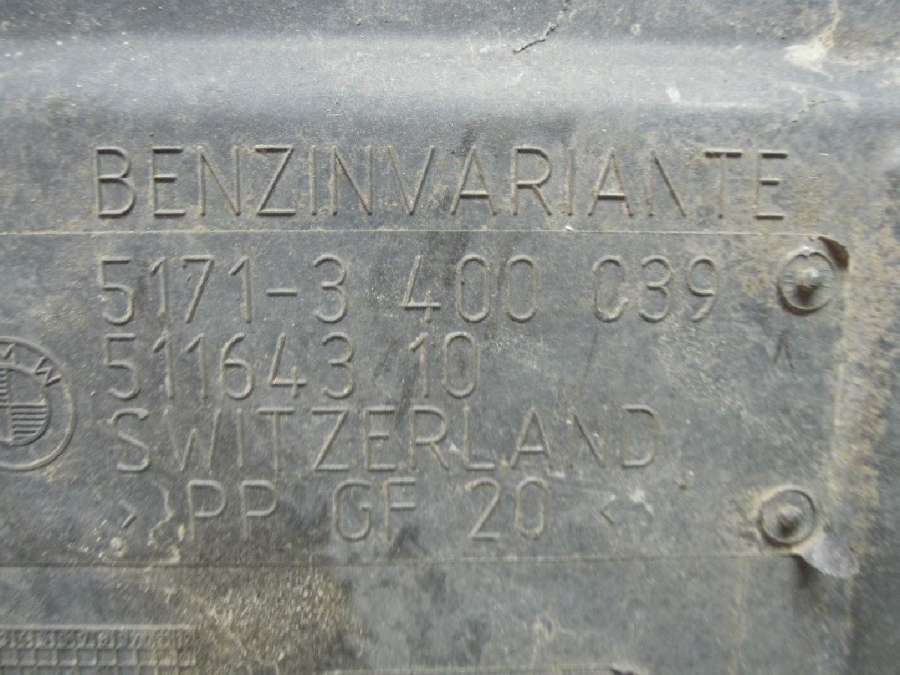 BENZINVARIANTE
5171-3 400 039
511643 10
SWITZERLAND
>PP GF 20<